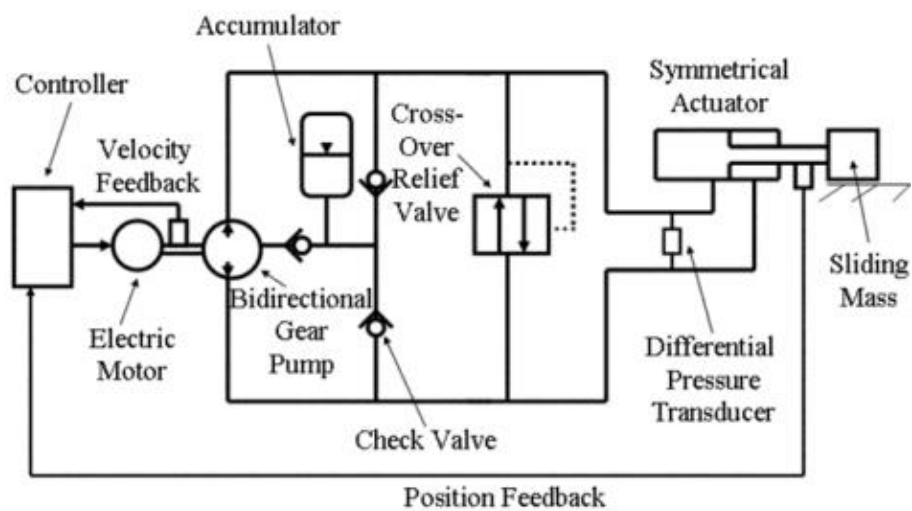 Accumulator
Controller
Velocity
Feedback
Cross-
Over
Relief
Valve
Symmetrical
Actuator
Electric
Motor
Bidirectional
Gear
Pump
Check Valve
Differential
Pressure
Transducer
Sliding
Mass
Position Feedback